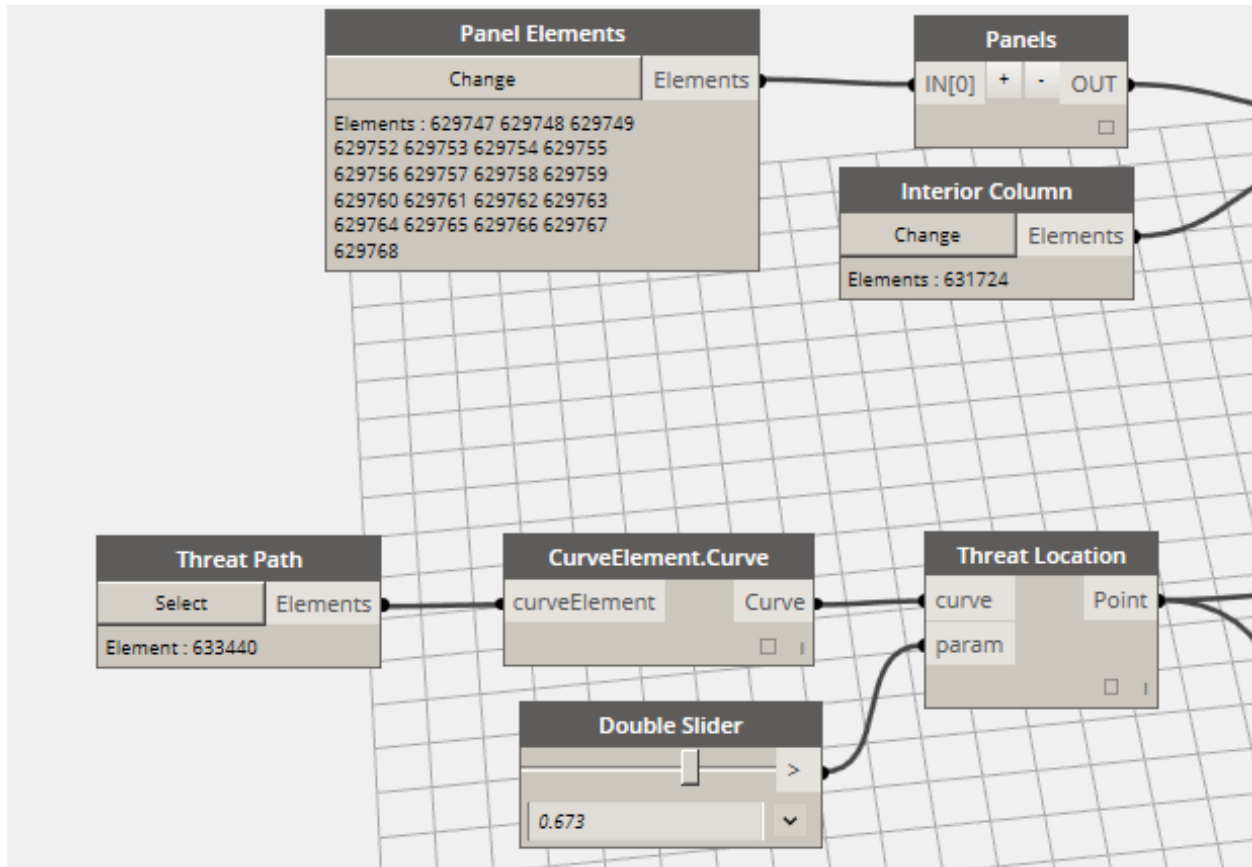 Panel Elements
Change
Elements
Elements : 629747 629748 629749
629752 629753 629754 629755
629756 629757 629758 629759
629760 629761 629762 629763
629764 629765 629766 629767
629768
Panels
IN[0] + - OUT
Interior Column
Change
Elements
Elements : 631724
Threat Path
Select
Elements
Element : 633440
CurveElement.Curve
curveElement
Curve
Threat Location
curve
Point
param
Double Slider
>
0.673